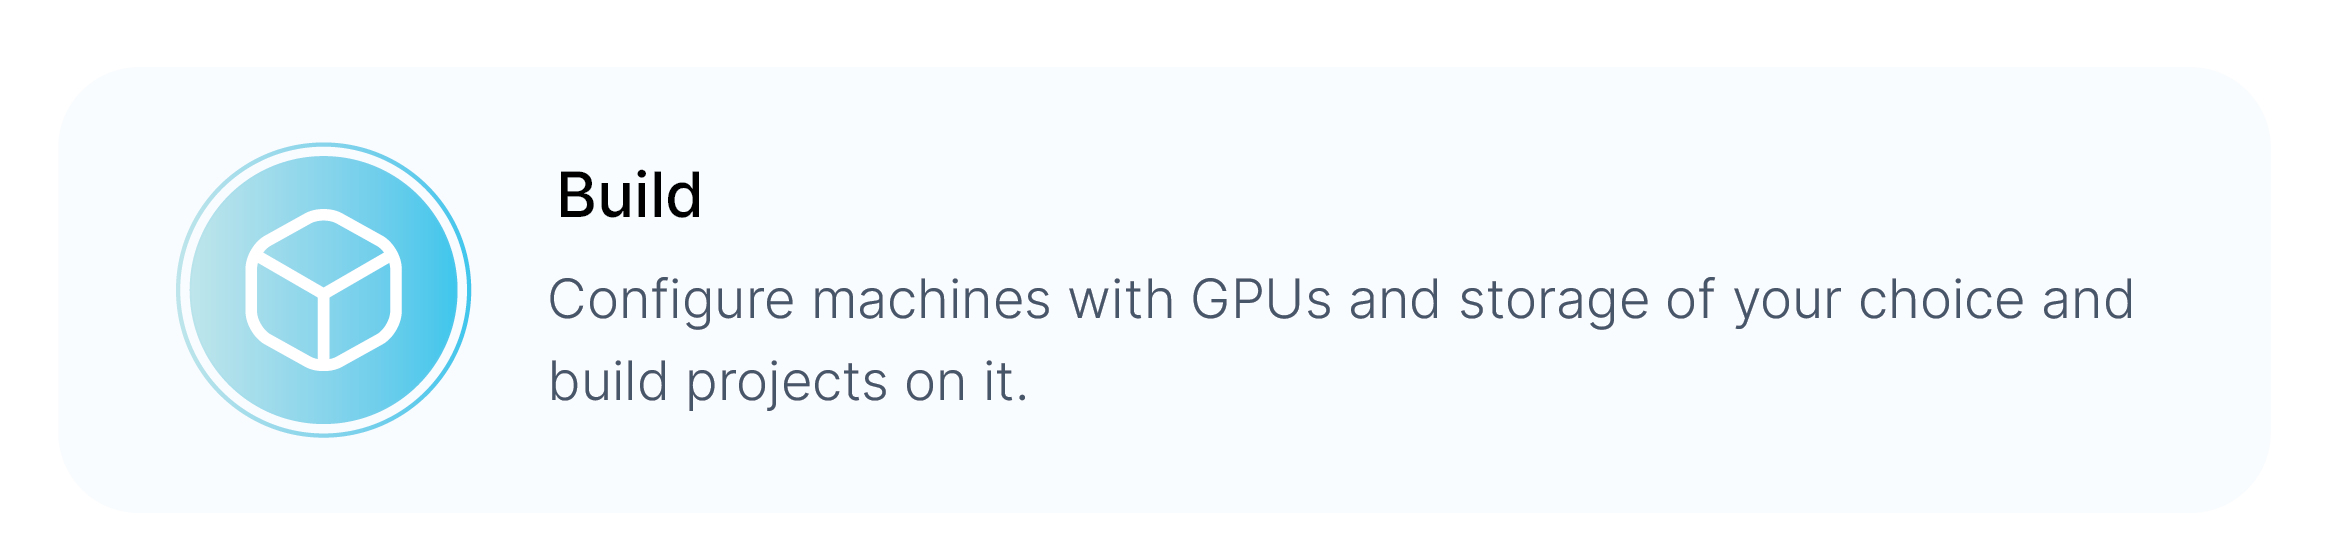 Build
Configure machines with GPUs and storage of your choice and
build projects on it.